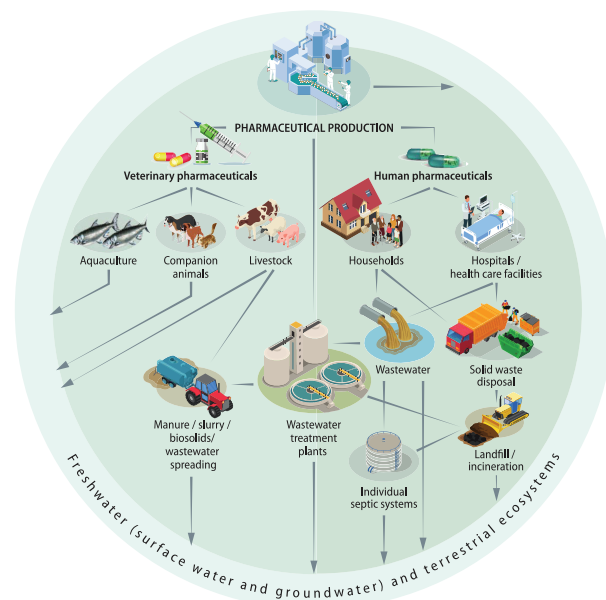 PHARMACEUTICAL PRODUCTION
Veterinary pharmaceuticals
Human pharmaceuticals
Aquaculture
Companion
animals
Livestock
Households
Hospitals /
health care facilities
Wastewater
Solid waste
disposal
Manure / slurry /
biosolids/
wastewater
spreading
Wastewater
treatment
plants
Landfill /
incineration
Individual
septic systems
Freshwater (surface water and groundwater) and terrestrial ecosystems